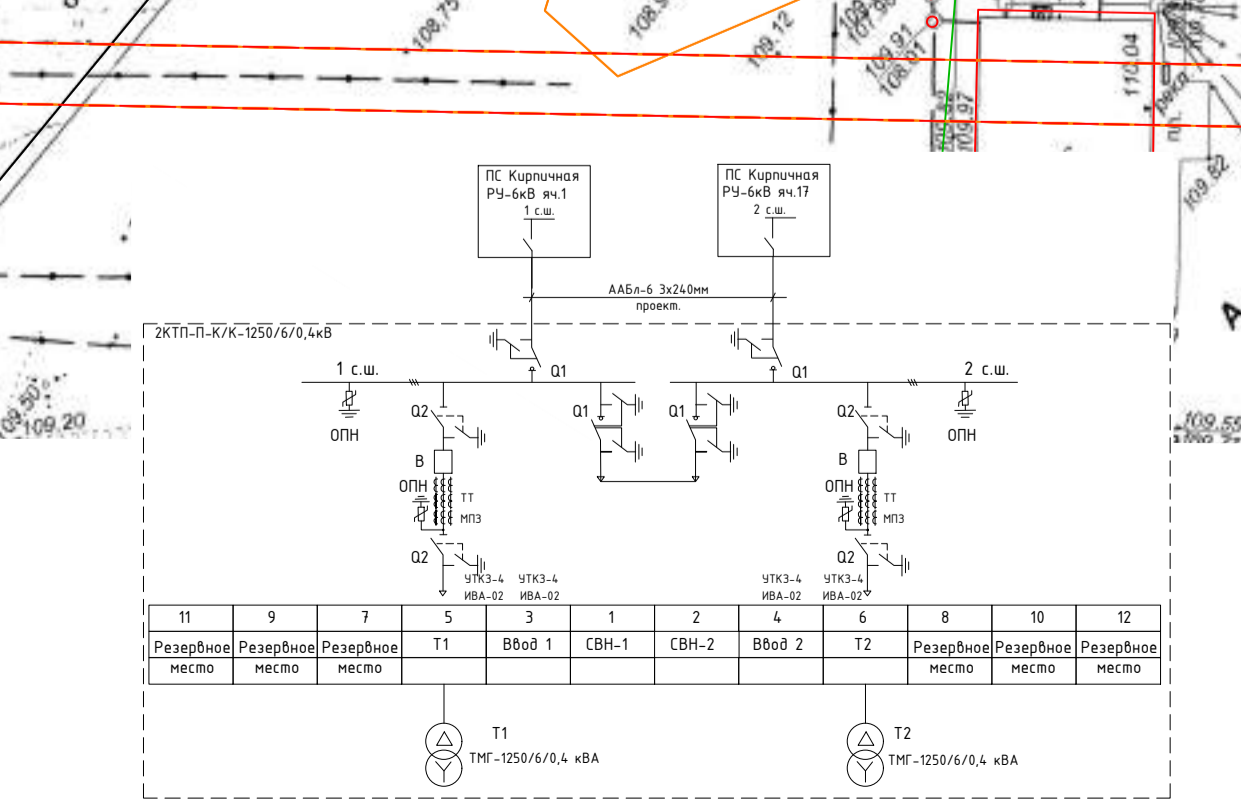 108,75
109,12
109,91
108,01
110,04
109,97
109,82
ПС Кирпичная
РУ-6кВ яч.1
1 с.ш.
ПС Кирпичная
РУ-6кВ яч.17
2 с.ш.
ААБл-6 3х240мм
проект.
2КТП-П-К/К-1250/6/0,4кВ
Q1
Q1
1 с.ш.
2 с.ш.
Q2
Q1
Q1
Q2
ОПН
ОПН
109,20
109,55
В
В
ОПН
ТТ
МПЗ
ОПН
ТТ
МПЗ
Q2
Q2
УТКЗ-4
УТКЗ-4
УТКЗ-4
УТКЗ-4
ИВА-02
ИВА-02
ИВА-02
ИВА-02
11 9 7 5 3 1 2 4 6 8 10 12
Резервное Резервное Резервное Т1 Ввод 1 СВН-1 СВН-2 Ввод 2 Т2 Резервное Резервное Резервное
место место место место место место
Т1
ТМГ-1250/6/0,4 кВА
Т2
ТМГ-1250/6/0,4 кВА